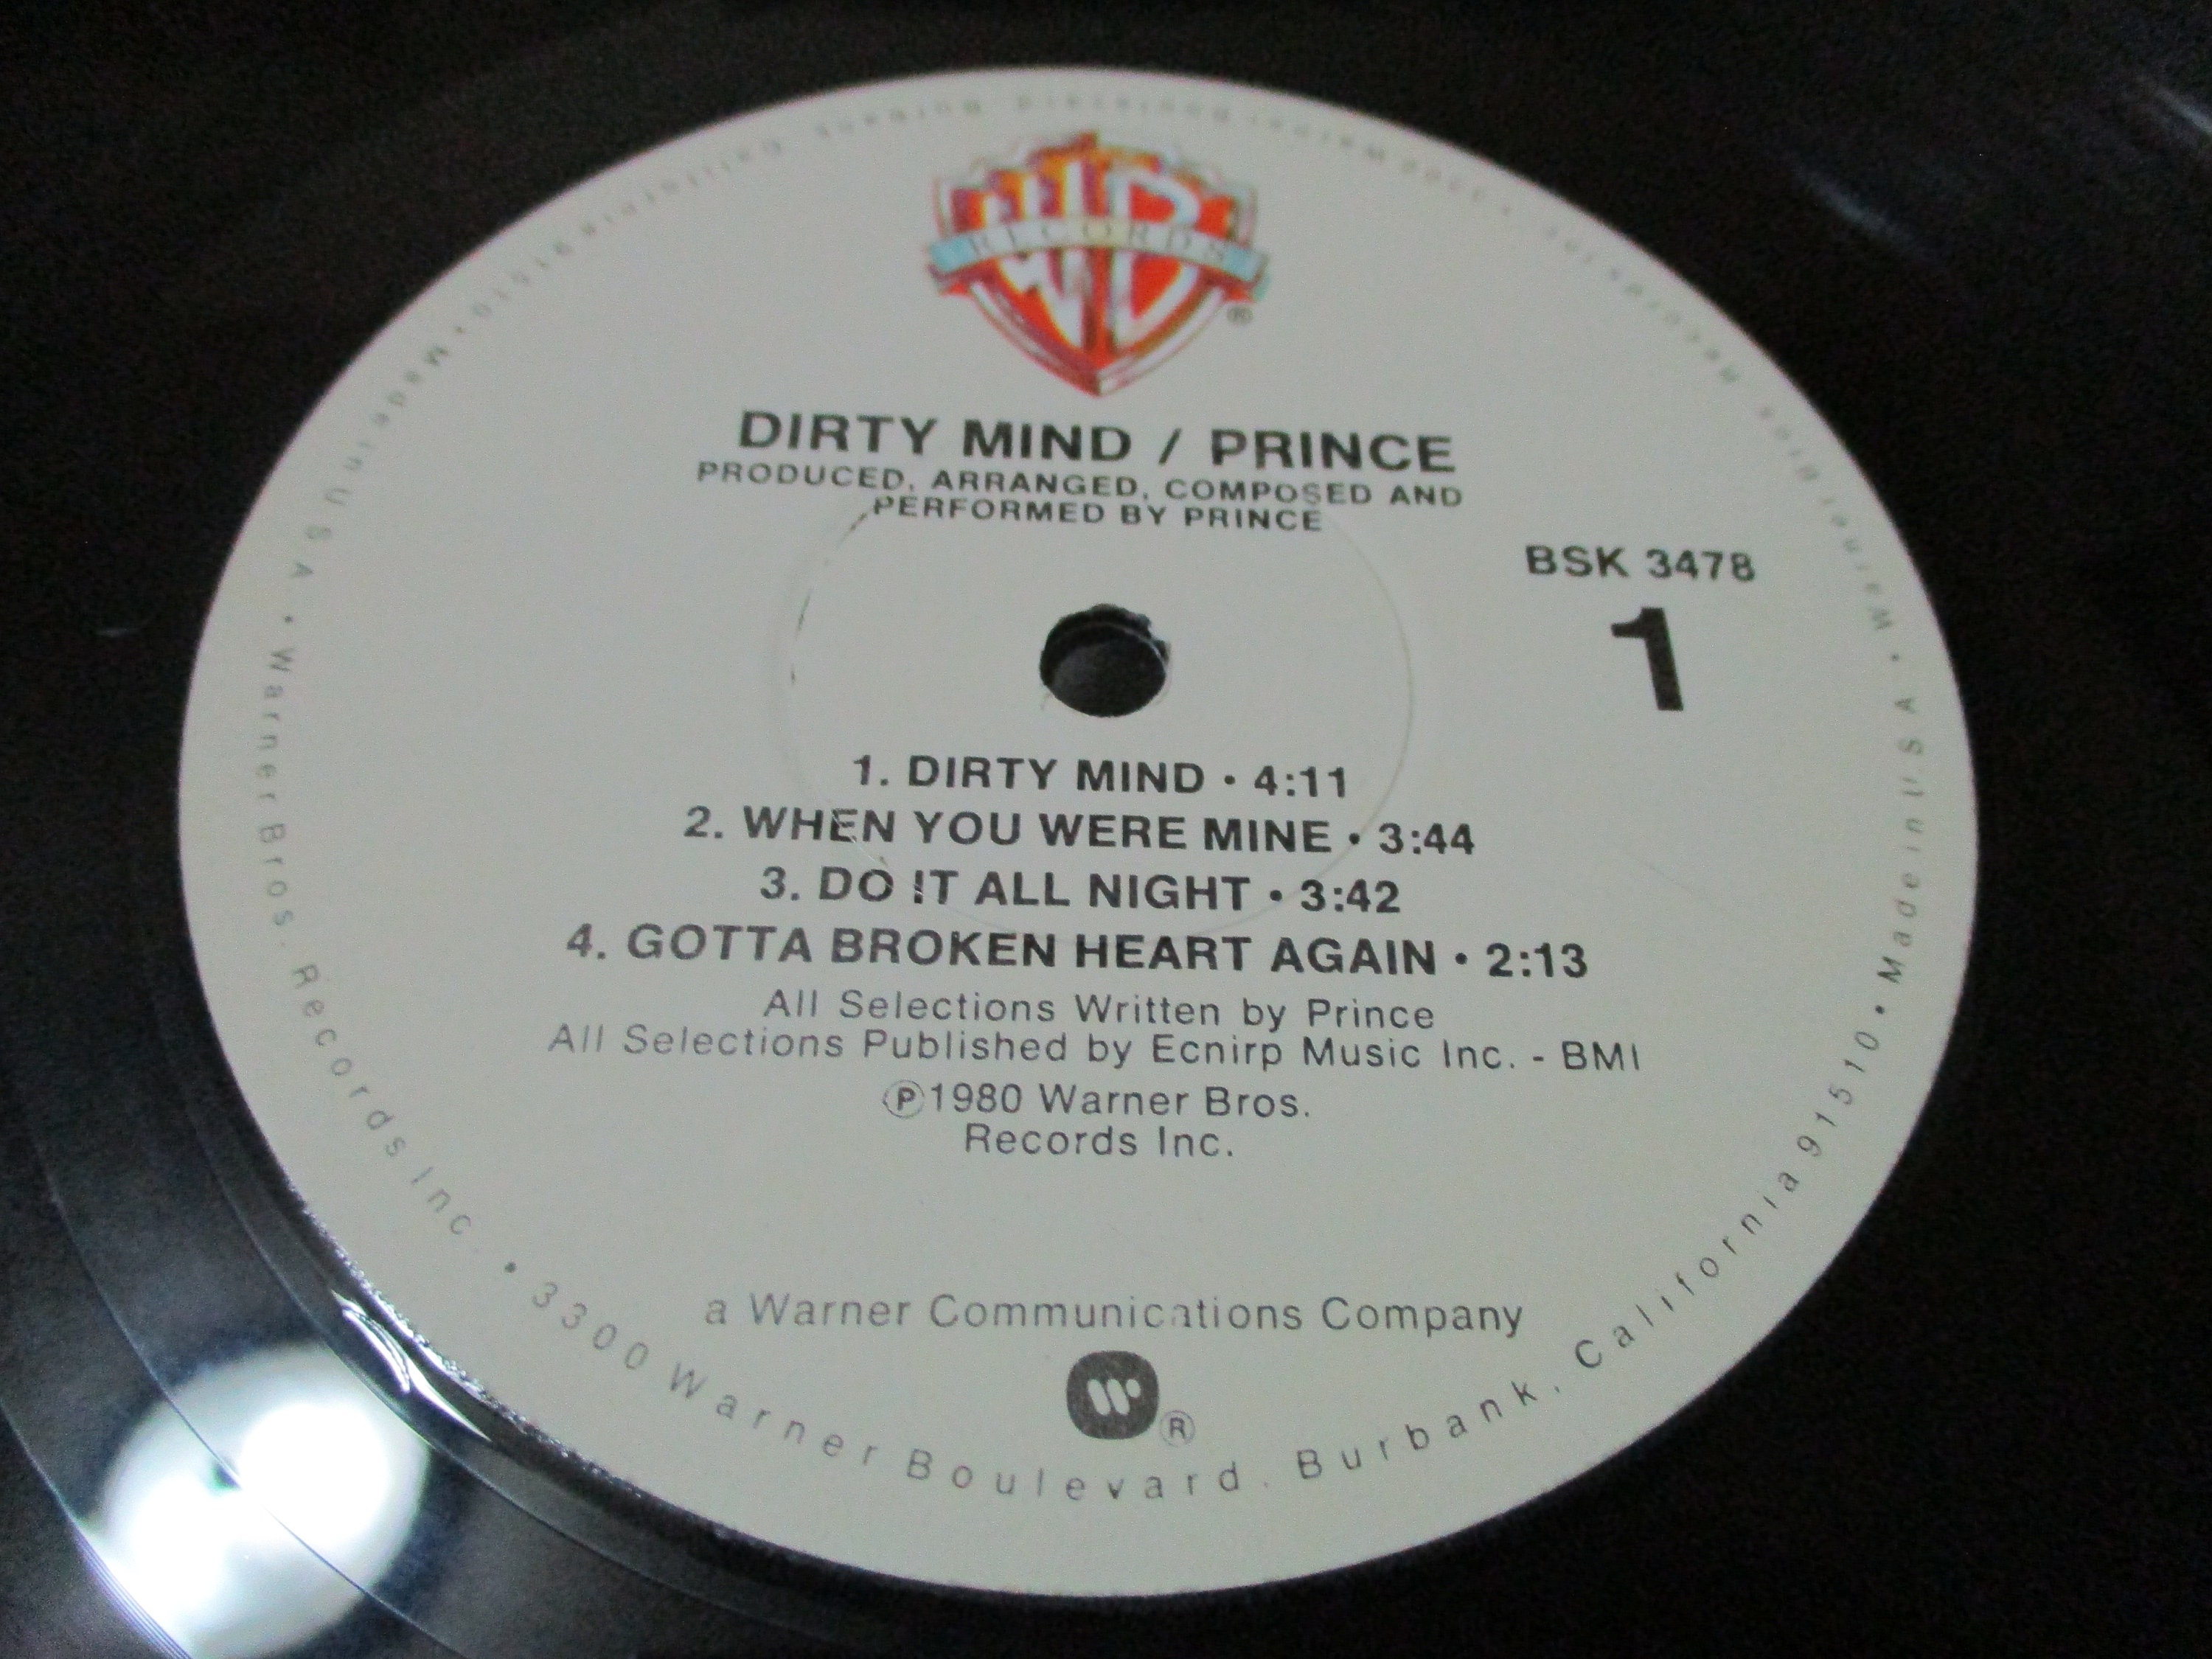 WB
RECORDS
®
DIRTY MIND / PRINCE
PRODUCED, ARRANGED, COMPOSED AND
PERFORMED BY PRINCE
BSK 3478
1
1. DIRTY MIND • 4:11
2. WHEN YOU WERE MINE • 3:44
3. DO IT ALL NIGHT • 3:42
4. GOTTA BROKEN HEART AGAIN • 2:13
All Selections Written by Prince
All Selections Published by Ecnirp Music Inc. - BMI
℗1980 Warner Bros.
Records Inc.
a Warner Communications Company
W ®
Made in U S A • Warner Bros. Records Inc. • 3300 Warner Boulevard, Burbank, California 91510 • Made in U S A • Warner Bros. Records Inc.